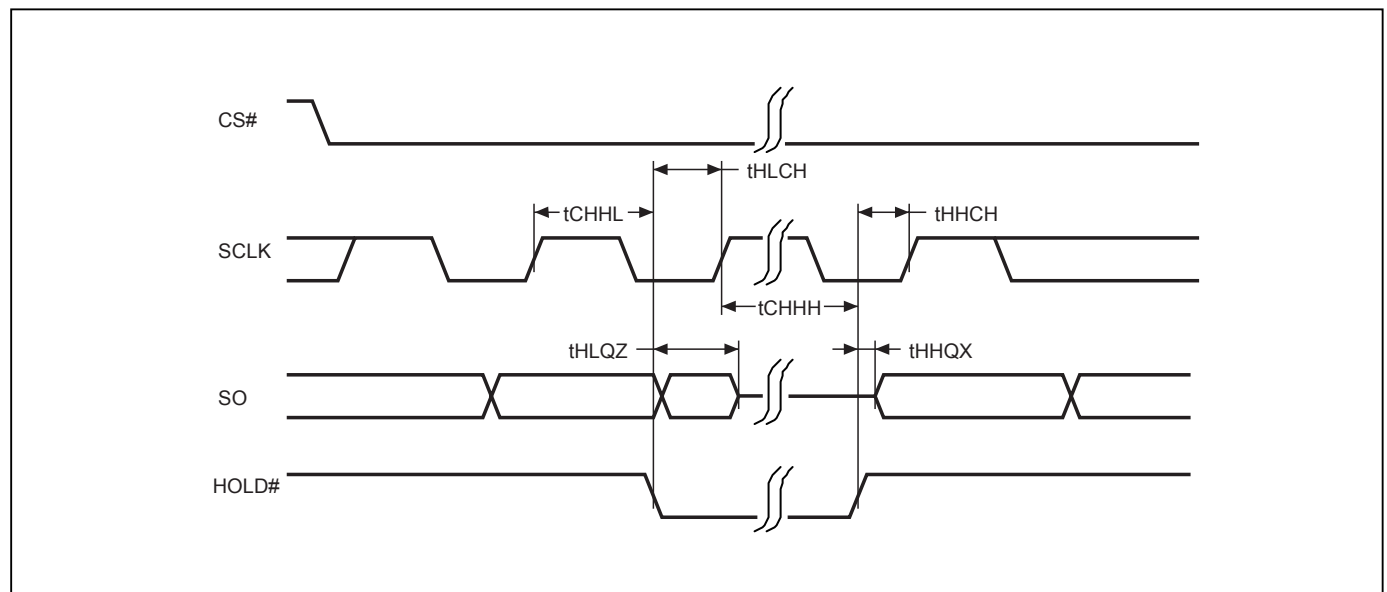 CS#
tHLCH
tCHHL
tHHCH
SCLK
tCHHH
tHLQZ
tHHQX
SO
HOLD#